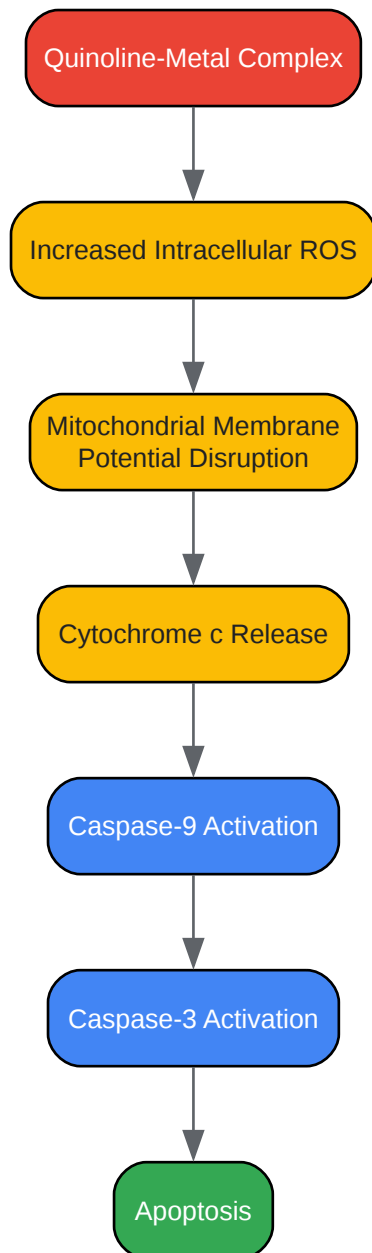 Quinoline-Metal Complex
Increased Intracellular ROS
Mitochondrial Membrane
Potential Disruption
Cytochrome c Release
Caspase-9 Activation
Caspase-3 Activation
Apoptosis